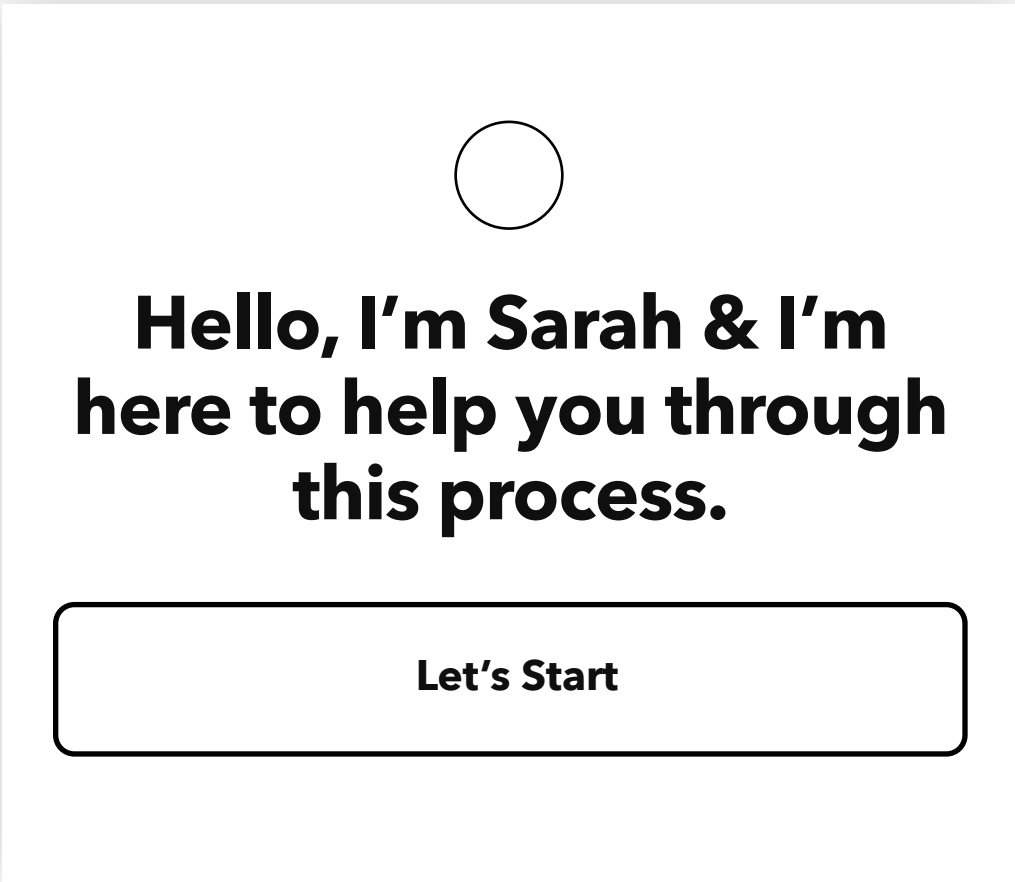 Hello, I’m Sarah & I’m
here to help you through
this process.
Let’s Start